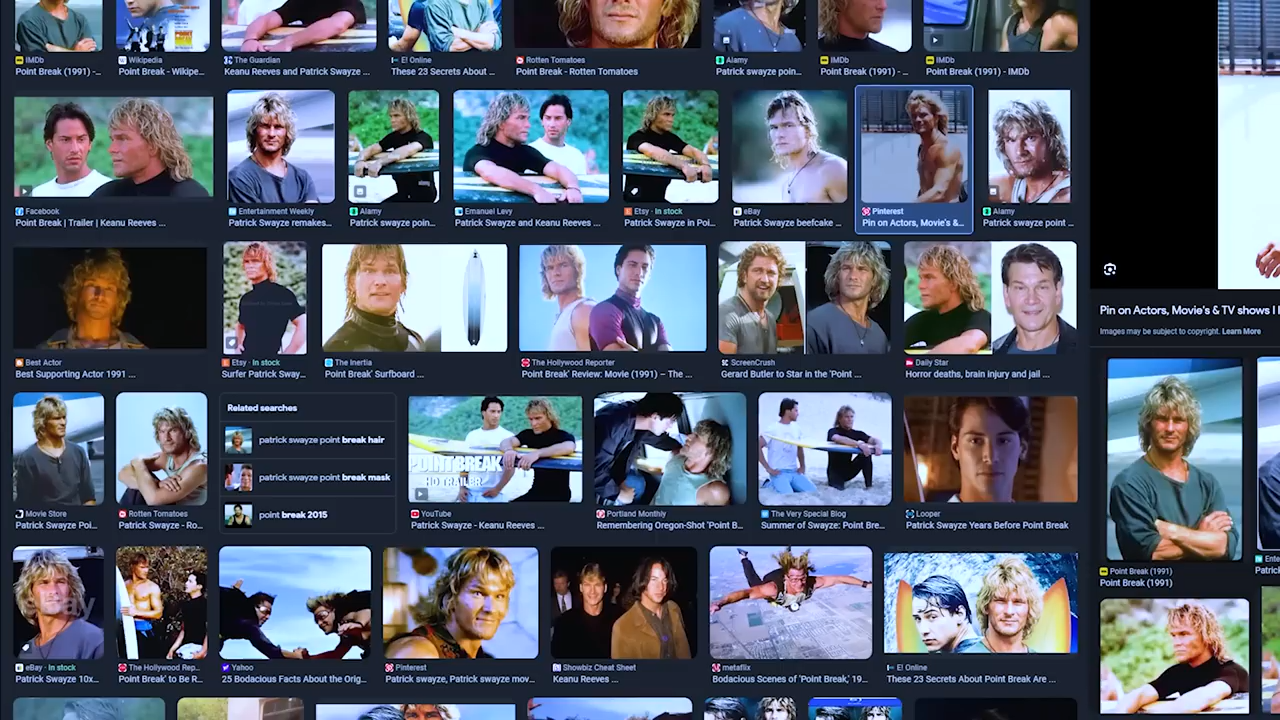 IMDb
Point Break (1991) -...
Wikipedia
Point Break - Wikipe...
The Guardian
Keanu Reeves and Patrick Swayze ...
E! Online
These 23 Secrets About ...
Rotten Tomatoes
Point Break - Rotten Tomatoes
Alamy
Patrick swayze poin...
IMDb
Point Break (1991) - ...
IMDb
Point Break (1991) - IMDb
Facebook
Point Break | Trailer | Keanu Reeves ...
Entertainment Weekly
Patrick Swayze remakes...
Alamy
Patrick swayze poin...
Emanuel Levy
Patrick Swayze and Keanu Reeves ...
Etsy · In stock
Patrick Swayze in Poi...
eBay
Patrick Swayze beefcake ...
Pinterest
Pin on Actors, Movie's &...
Alamy
Patrick swayze point ...
Pin on Actors, Movie's & TV shows I l
Images may be subject to copyright. Learn More
Best Actor
Best Supporting Actor 1991 ...
Etsy · In stock
Surfer Patrick Sway...
The Inertia
Point Break' Surfboard ...
The Hollywood Reporter
Point Break' Review: Movie (1991) – The ...
ScreenCrush
Gerard Butler to Star in the 'Point ...
Daily Star
Horror deaths, brain injury and jail ...
Movie Store
Patrick Swayze Poi...
Rotten Tomatoes
Patrick Swayze - Ro...
Related searches
patrick swayze point break hair
patrick swayze point break mask
point break 2015
POINT BREAK
HD TRAILER
YouTube
Patrick Swayze - Keanu Reeves ...
Portland Monthly
Remembering Oregon-Shot 'Point B...
The Very Special Blog
Summer of Swayze: Point Bre...
Looper
Patrick Swayze Years Before Point Break
Point Break (1991)
Point Break (1991)
Ente
Patric
ebay
eBay · In stock
Patrick Swayze 10x...
The Hollywood Rep...
Point Break' to Be R...
Yahoo
25 Bodacious Facts About the Orig...
Pinterest
Patrick swayze, Patrick swayze mov...
Showbiz Cheat Sheet
Keanu Reeves ...
metaflix
Bodacious Scenes of 'Point Break,' 19...
E! Online
These 23 Secrets About Point Break Are ...